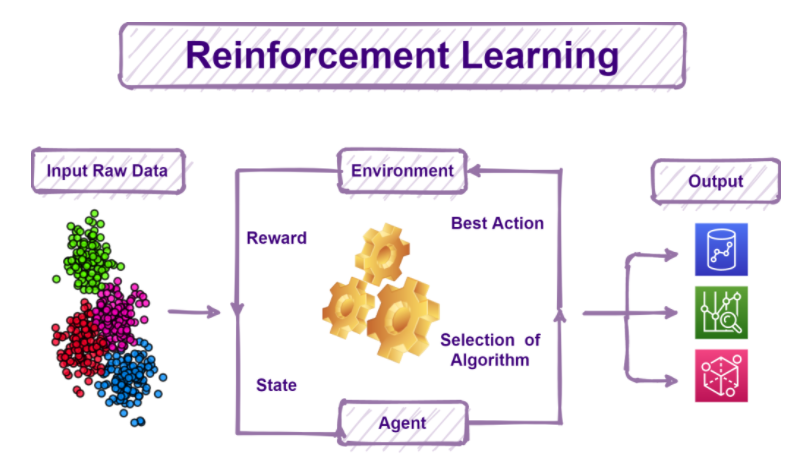 Reinforcement Learning
Input Raw Data
Environment
Output
Reward
Best Action
Selection of
Algorithm
State
Agent